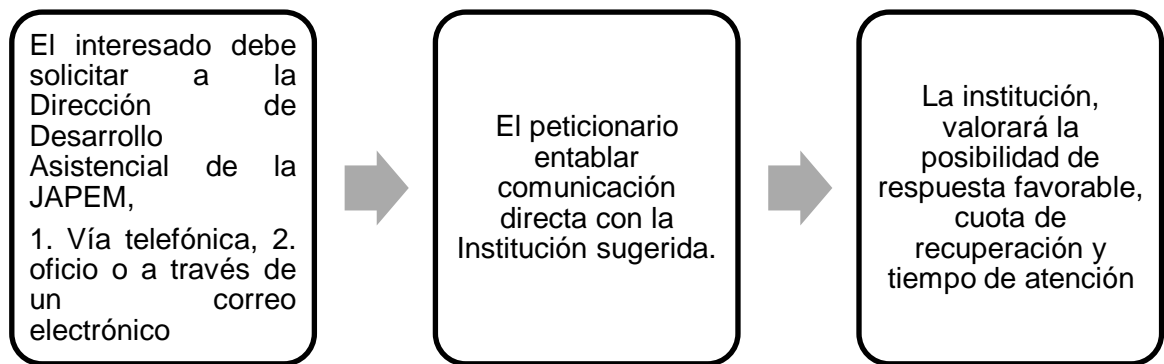 El interesado debe
solicitar a la
Dirección de
Desarrollo
Asistencial de la
JAPEM,
1. Vía telefónica, 2.
oficio o a través de
un correo
electrónico
El peticionario
entablar
comunicación
directa con la
Institución sugerida.
La institución,
valorará la
posibilidad de
respuesta favorable,
cuota de
recuperación y
tiempo de atención